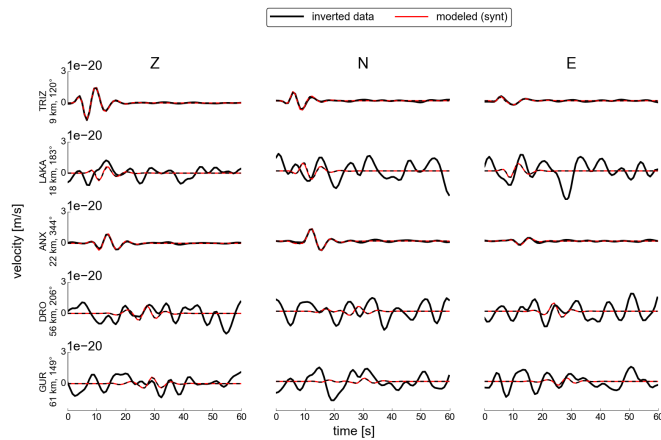 inverted data modeled (synt)
Z N E
velocity [m/s]
1e−20
3
0
TRIZ
9 km, 120°
1e−20
3
0
LAKA
18 km, 183°
1e−20
3
0
ANX
22 km, 344°
1e−20
3
0
DRO
56 km, 206°
1e−20
3
0
GUR
61 km, 149°
0 10 20 30 40 50 60 0 10 20 30 40 50 60 0 10 20 30 40 50 60
time [s]